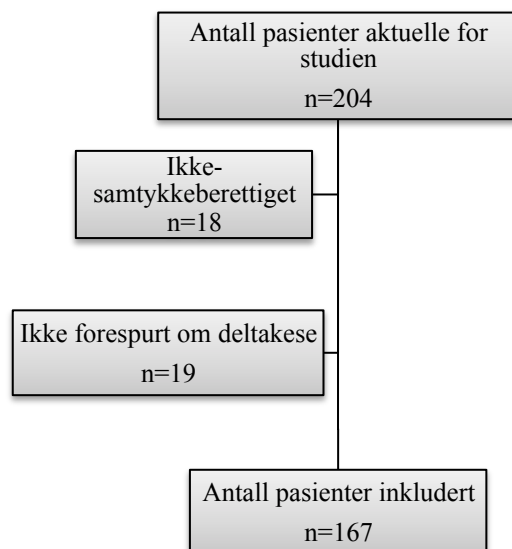 Antall pasienter aktuelle for
studien
n=204
Ikke-
samtykkeberettiget
n=18
Ikke forespurt om deltakese
n=19
Antall pasienter inkludert
n=167